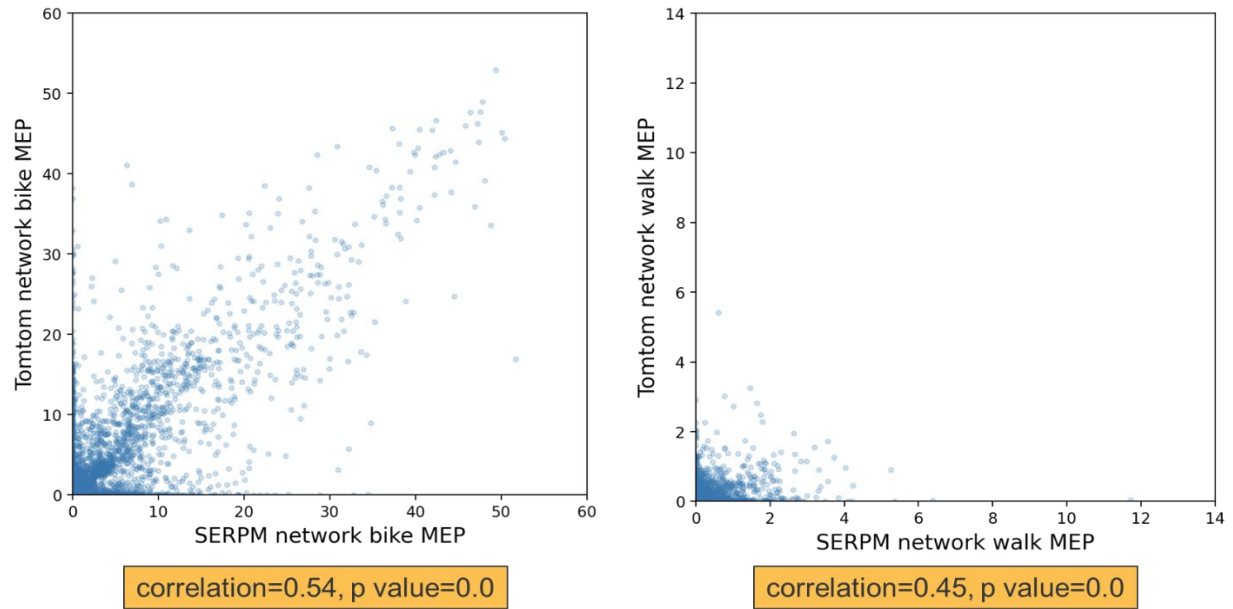 60
50
40
30
20
10
0
Tomtom network bike MEP
0 10 20 30 40 50 60
SERPM network bike MEP
correlation=0.54, p value=0.0
14
12
10
8
6
4
2
0
Tomtom network walk MEP
0 2 4 6 8 10 12 14
SERPM network walk MEP
correlation=0.45, p value=0.0